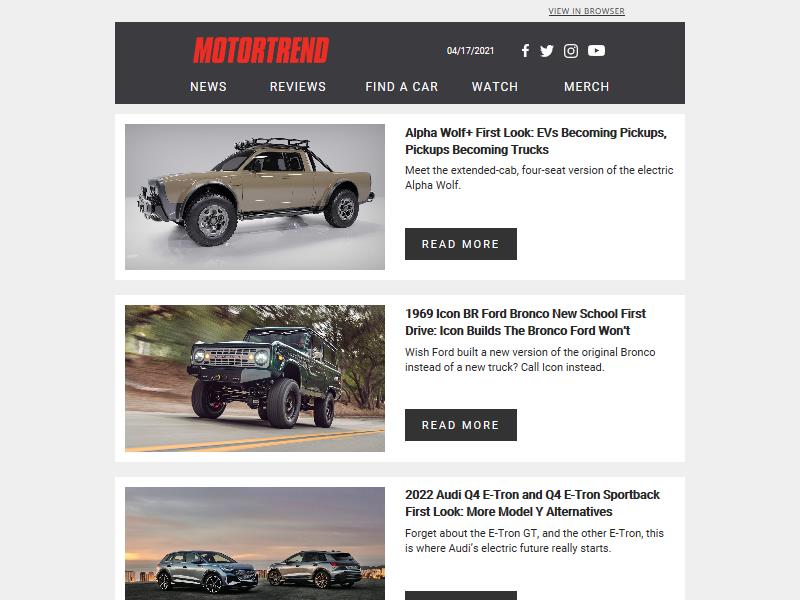 VIEW IN BROWSER
MOTORTREND
04/17/2021
NEWS REVIEWS FIND A CAR WATCH MERCH
Alpha Wolf+ First Look: EVs Becoming Pickups,
Pickups Becoming Trucks
Meet the extended-cab, four-seat version of the electric
Alpha Wolf.
READ MORE
1969 Icon BR Ford Bronco New School First
Drive: Icon Builds The Bronco Ford Won't
Wish Ford built a new version of the original Bronco
instead of a new truck? Call Icon instead.
READ MORE
2022 Audi Q4 E-Tron and Q4 E-Tron Sportback
First Look: More Model Y Alternatives
Forget about the E-Tron GT, and the other E-Tron, this
is where Audi's electric future really starts.